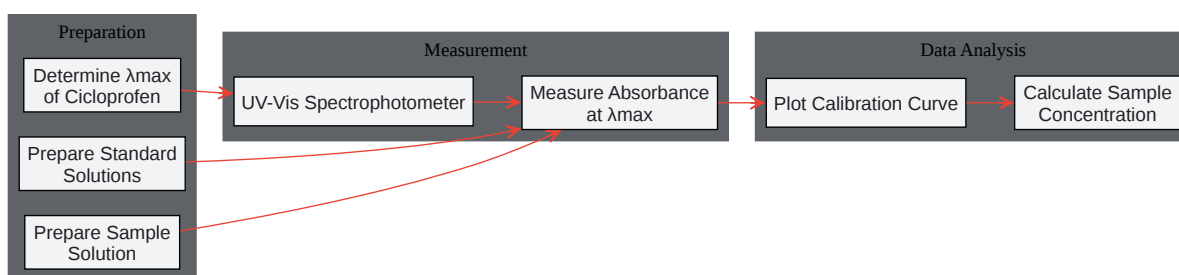 Preparation
Determine λmax
of Cicloprofen
Prepare Standard
Solutions
Prepare Sample
Solution
Measurement
UV-Vis Spectrophotometer
Measure Absorbance
at λmax
Data Analysis
Plot Calibration Curve
Calculate Sample
Concentration